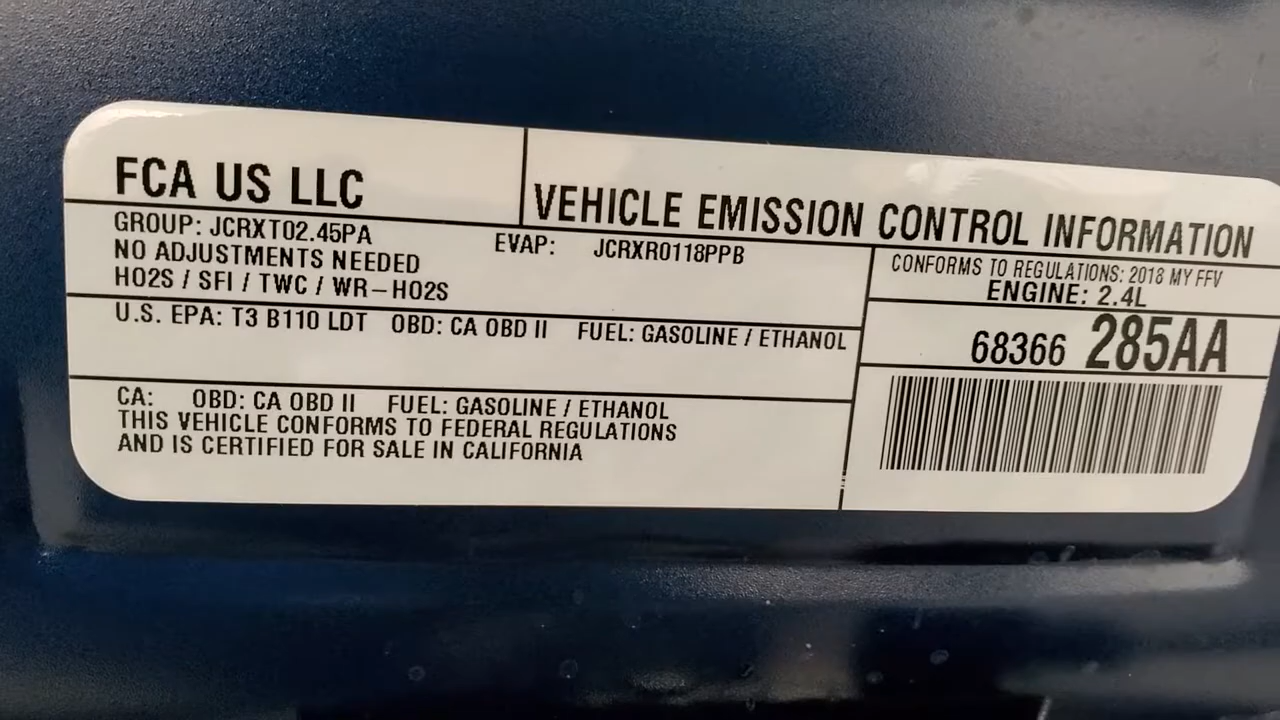 FCA US LLC
VEHICLE EMISSION CONTROL INFORMATION
GROUP: JCRXT02.45PA
EVAP: JCRXR0118PPB
NO ADJUSTMENTS NEEDED
HO2S / SFI / TWC / WR-HO2S
CONFORMS TO REGULATIONS: 2018 MY FFV
ENGINE: 2.4L
U.S. EPA: T3 B110 LDT OBD: CA OBD II FUEL: GASOLINE / ETHANOL
68366 285AA
CA: OBD: CA OBD II FUEL: GASOLINE / ETHANOL
THIS VEHICLE CONFORMS TO FEDERAL REGULATIONS
AND IS CERTIFIED FOR SALE IN CALIFORNIA